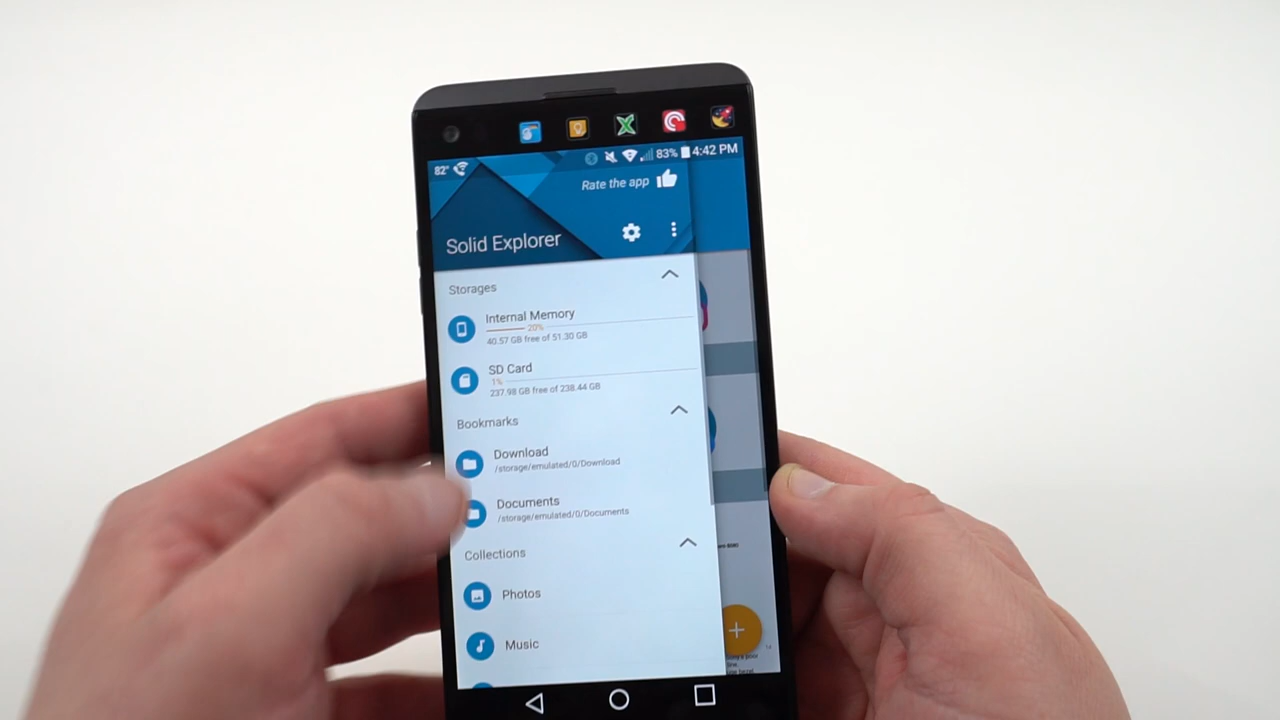 82° 83% 4:42 PM
Rate the app
Solid Explorer
Storages
Internal Memory
20%
40.57 GB free of 51.30 GB
SD Card
1%
237.98 GB free of 238.44 GB
Bookmarks
Download
/storage/emulated/0/Download
Documents
/storage/emulated/0/Documents
Collections
Photos
Music